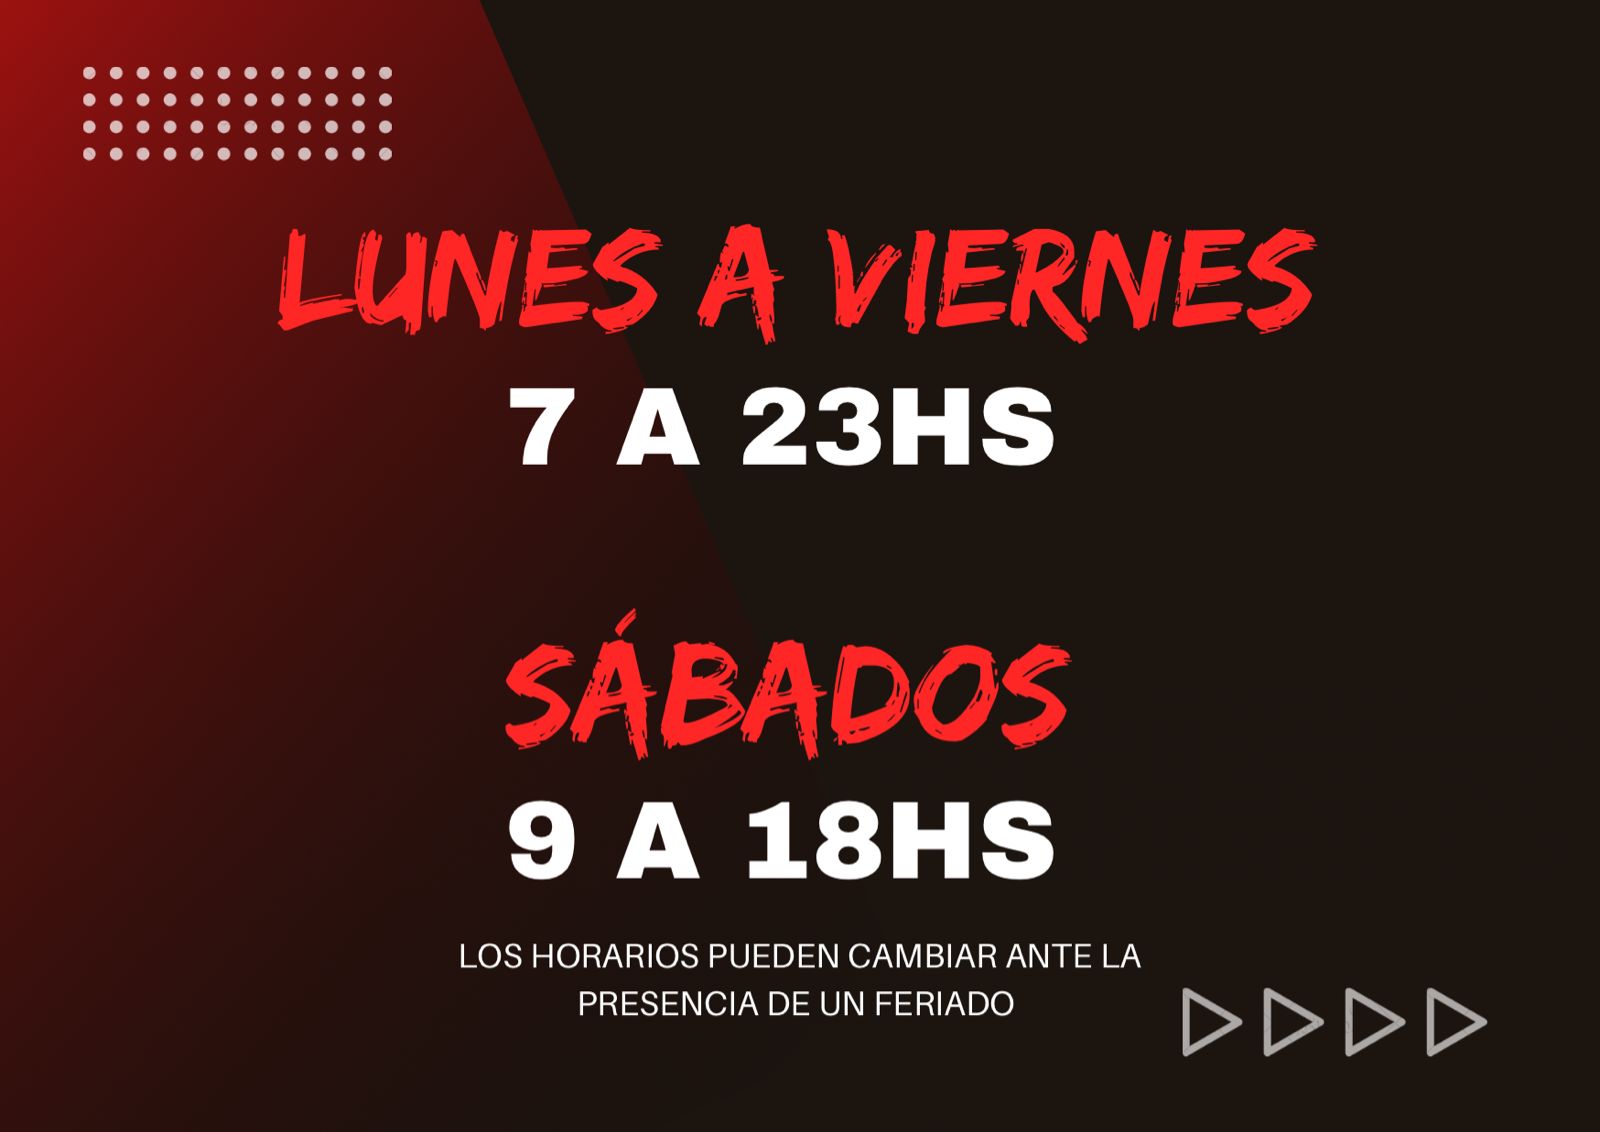 LUNES A VIERNES
7 A 23HS
SÁBADOS
9 A 18HS
LOS HORARIOS PUEDEN CAMBIAR ANTE LA
PRESENCIA DE UN FERIADO